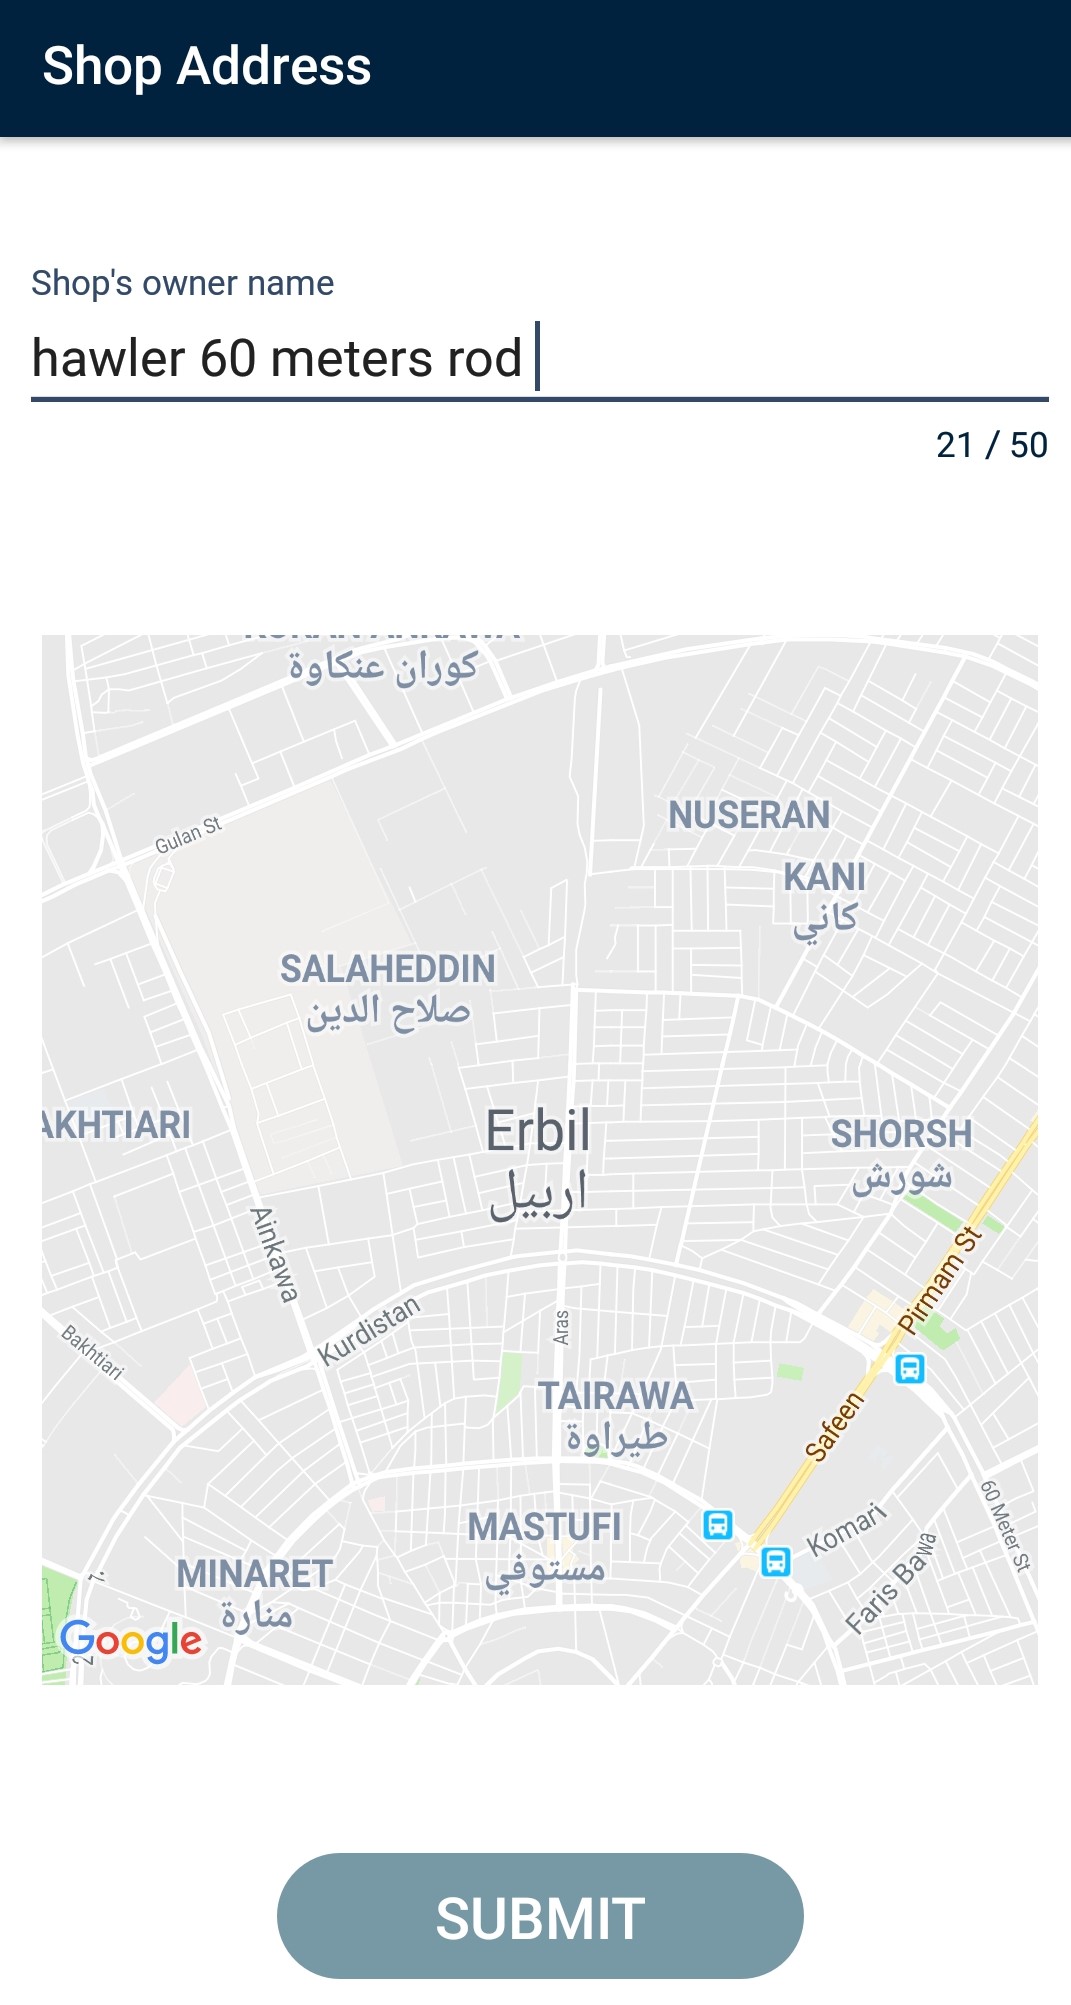 Shop Address
Shop's owner name
hawler 60 meters rod
21 / 50
كوران عنكاوة
Gulan St
NUSERAN
KANI
كاني
SALAHEDDIN
صلاح الدين
AKHTIARI
Erbil
اربيل
SHORSH
شورش
Ainkawa
Pirmam St
Kurdistan
Aras
Bakhtiari
TAIRAWA
طيراوة
Safeen
60 Meter St
MASTUFI
مستوفي
Komari
Faris Bawa
MINARET
منارة
Google
SUBMIT